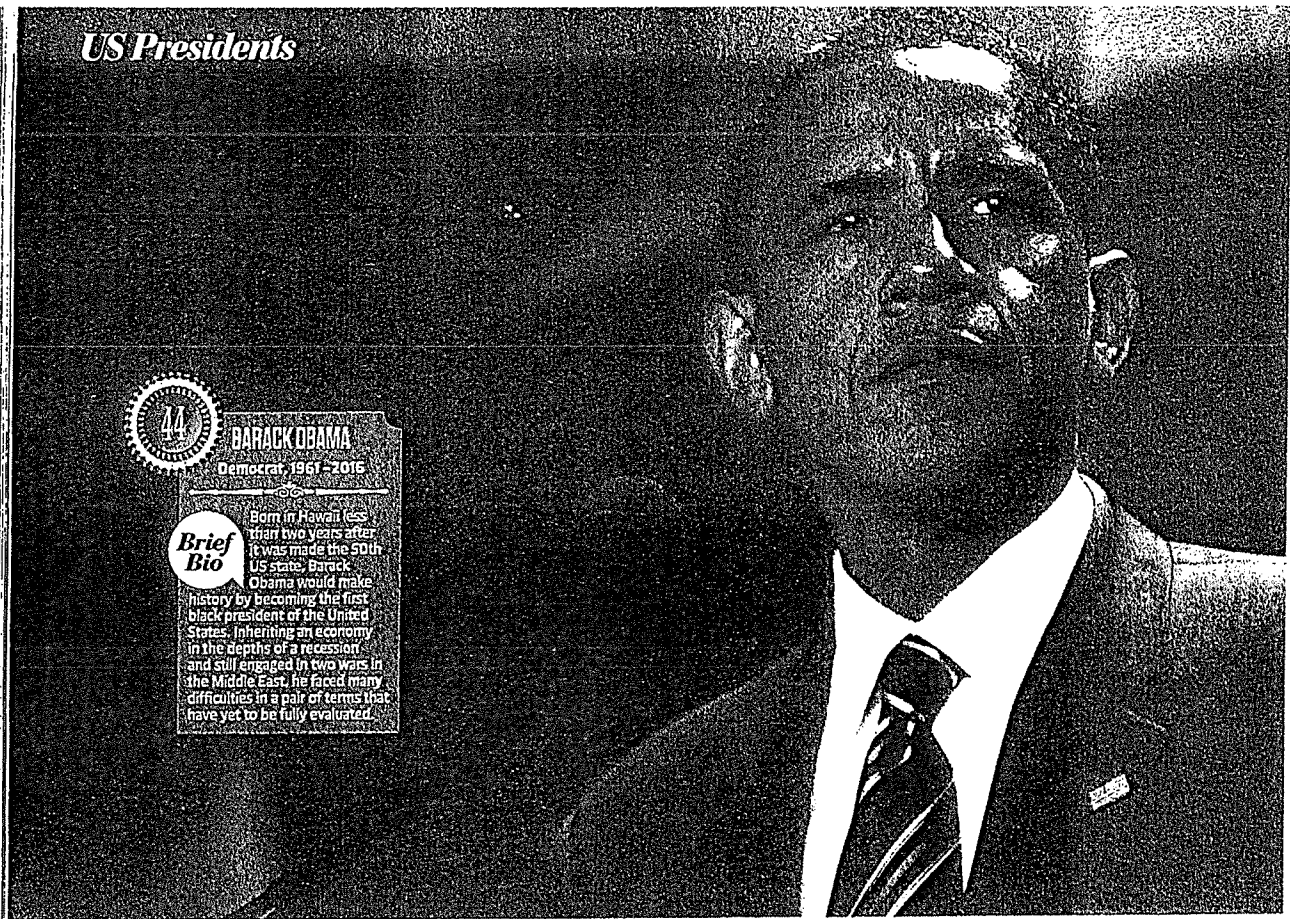 US Presidents
44
BARACK OBAMA
Democrat, 1961–2016
Brief
Bio
Born in Hawaii less
than two years after
it was made the 50th
US state, Barack
Obama would make
history by becoming the first
black president of the United
States. Inheriting an economy
in the depths of a recession
and still engaged in two wars in
the Middle East, he faced many
difficulties in a pair of terms that
have yet to be fully evaluated.